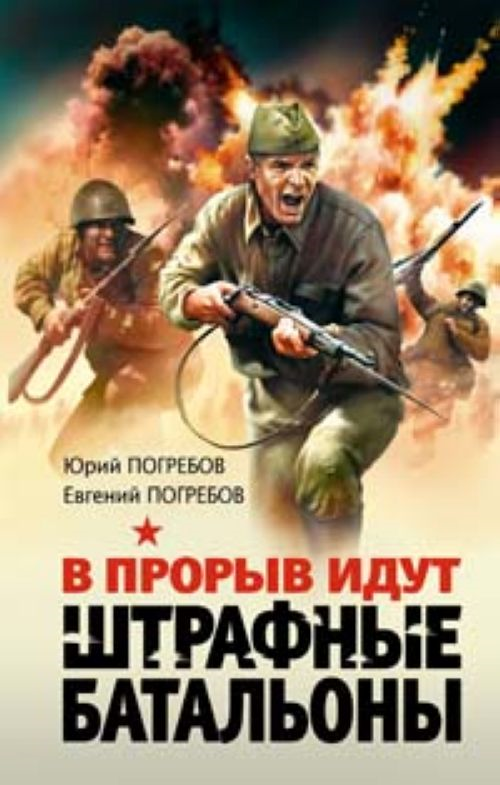 Юрий ПОГРЕБОВ
Евгений ПОГРЕБОВ
В ПРОРЫВ ИДУТ
ШТРАФНЫЕ
БАТАЛЬОНЫ